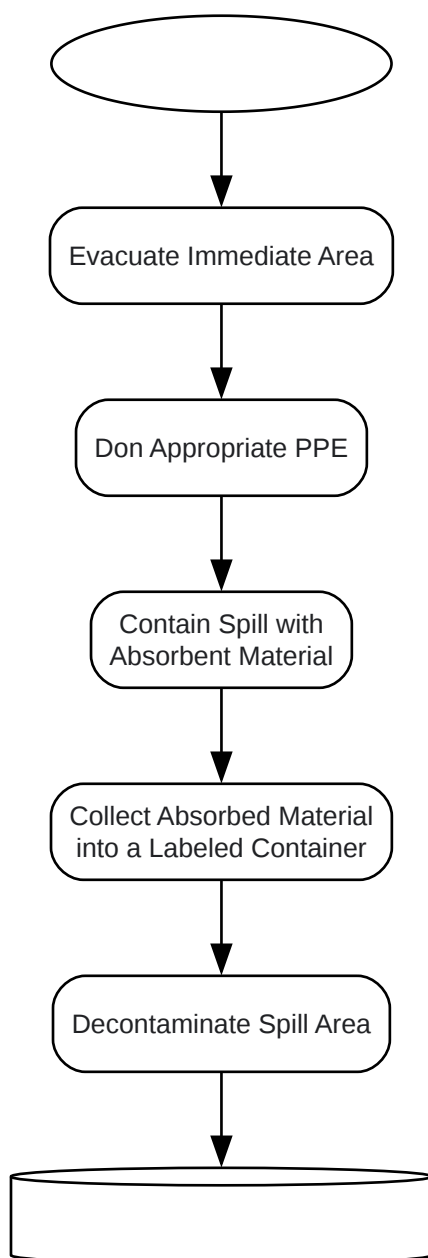 Evacuate Immediate Area
Don Appropriate PPE
Contain Spill with
Absorbent Material
Collect Absorbed Material
into a Labeled Container
Decontaminate Spill Area